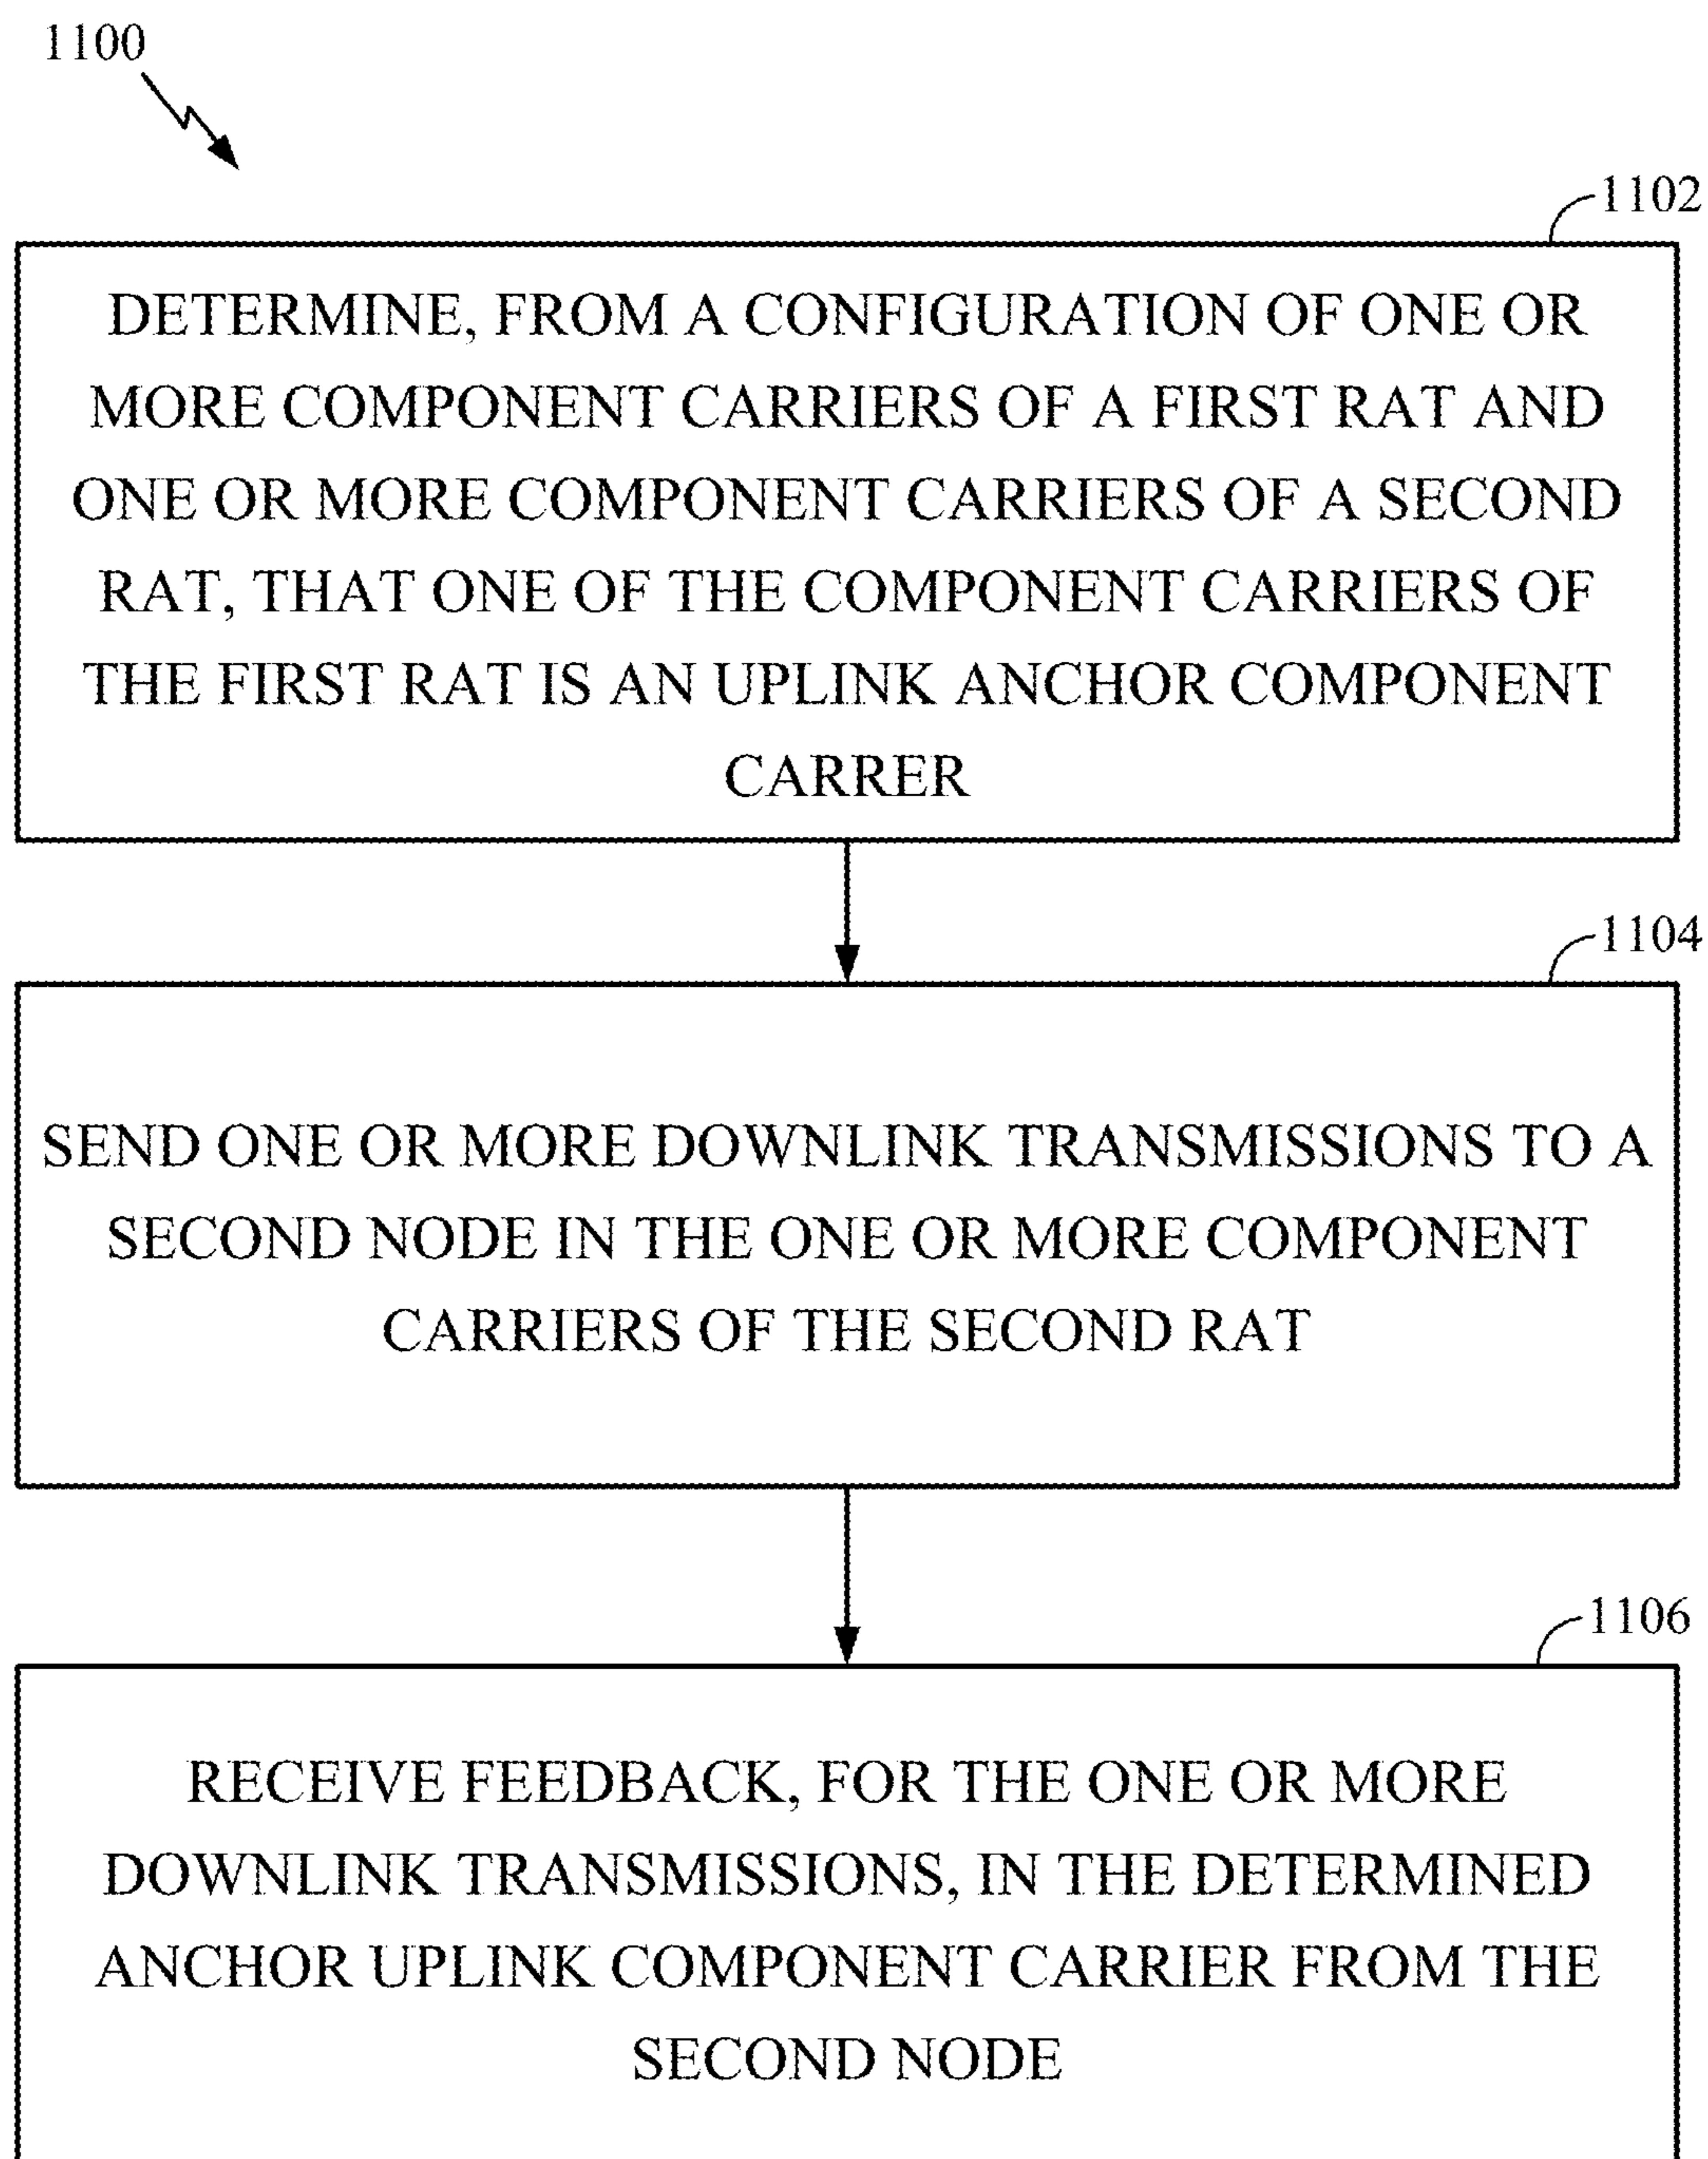 1100
1102
DETERMINE, FROM A CONFIGURATION OF ONE OR
MORE COMPONENT CARRIERS OF A FIRST RAT AND
ONE OR MORE COMPONENT CARRIERS OF A SECOND
RAT, THAT ONE OF THE COMPONENT CARRIERS OF
THE FIRST RAT IS AN UPLINK ANCHOR COMPONENT
CARRER
1104
SEND ONE OR MORE DOWNLINK TRANSMISSIONS TO A
SECOND NODE IN THE ONE OR MORE COMPONENT
CARRIERS OF THE SECOND RAT
1106
RECEIVE FEEDBACK, FOR THE ONE OR MORE
DOWNLINK TRANSMISSIONS, IN THE DETERMINED
ANCHOR UPLINK COMPONENT CARRIER FROM THE
SECOND NODE